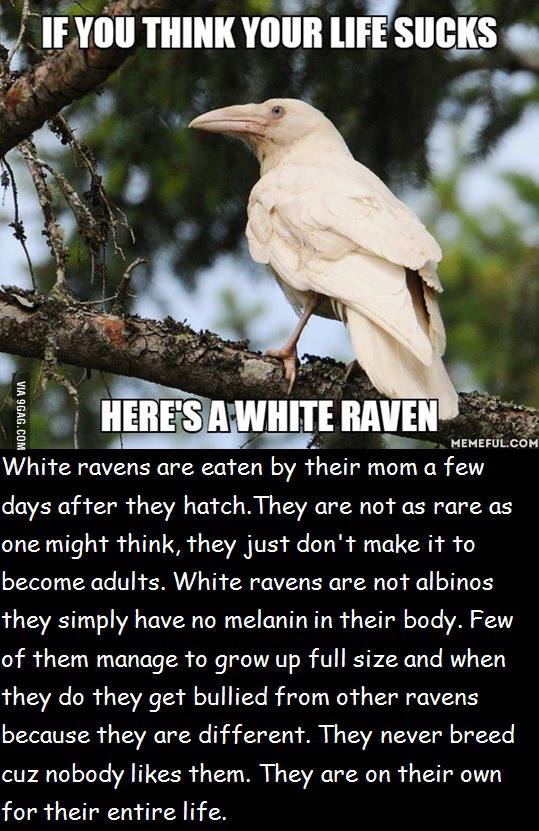 IF YOU THINK YOUR LIFE SUCKS
HERE'S A WHITE RAVEN
VIA 9GAG.COM
MEMEFUL.COM
White ravens are eaten by their mom a few
days after they hatch.They are not as rare as
one might think, they just don't make it to
become adults. White ravens are not albinos
they simply have no melanin in their body. Few
of them manage to grow up full size and when
they do they get bullied from other ravens
because they are different. They never breed
cuz nobody likes them. They are on their own
for their entire life.